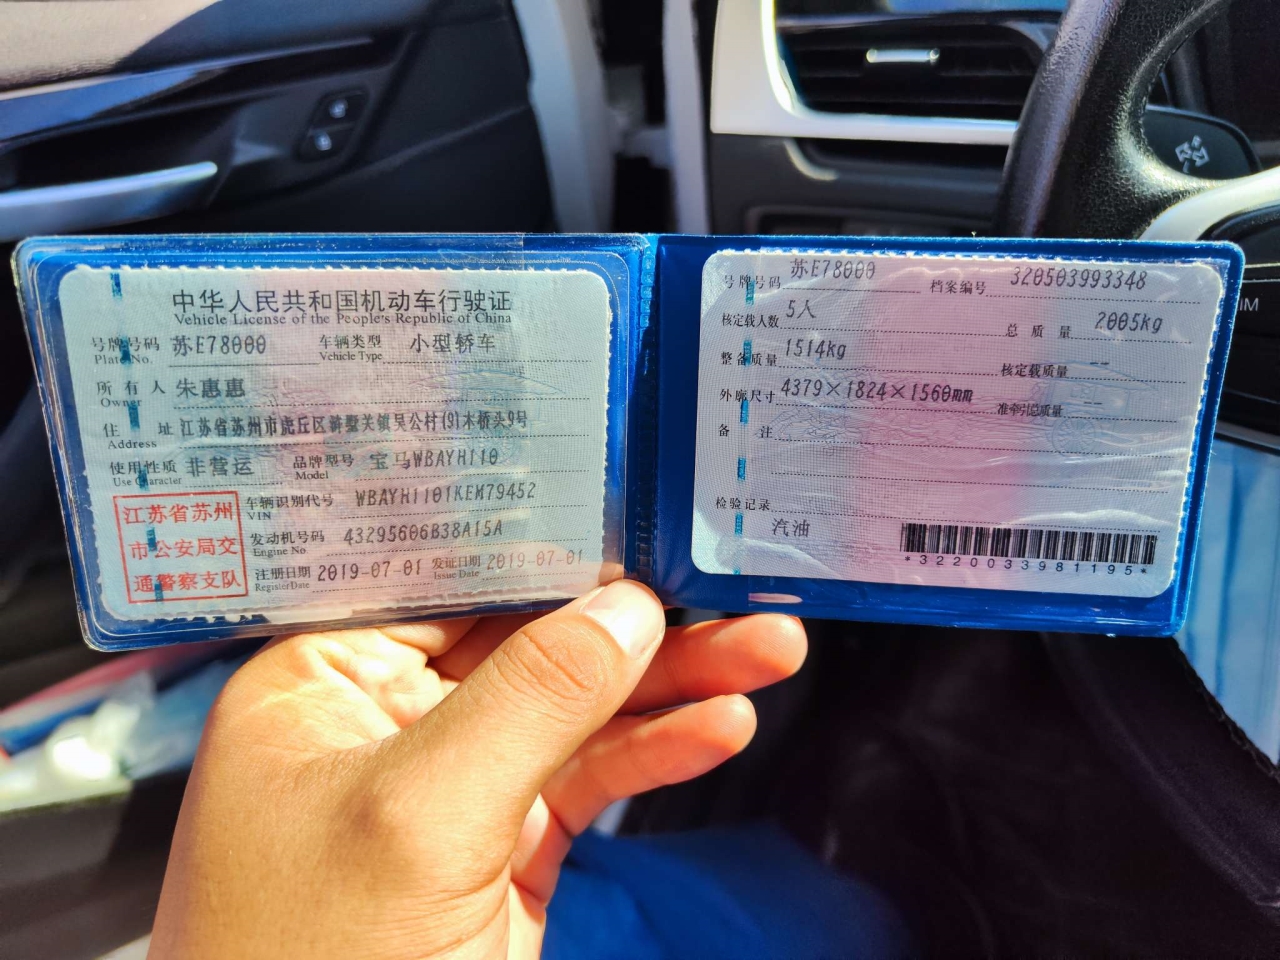 中华人民共和国机动车行驶证
Vehicle License of the People's Republic of China
号牌号码 苏E78000 车辆类型 小型轿车
Plate No. Vehicle Type
所有人 朱惠惠
Owner
住址 江苏省苏州市虎丘区浒墅关镇吴公村(9)木桥头9号
Address
使用性质 非营运 品牌型号 宝马WBAYH110
Use Character Model
江苏省苏州
市公安局交
通警察支队
车辆识别代号 WBAYH1101KEM79452
VIN
发动机号码 43295606B38A15A
Engine No.
注册日期 2019-07-01 发证日期 2019-07-01
Register Date Issue Date
号牌号码 苏E78000 档案编号 320503993348
核定载人数 5人 总质量 2005kg
整备质量 1514kg 核定载质量 --
外廓尺寸 4379×1824×1560mm 准牵引总质量 --
备注
检验记录
汽油
*3220033981195*